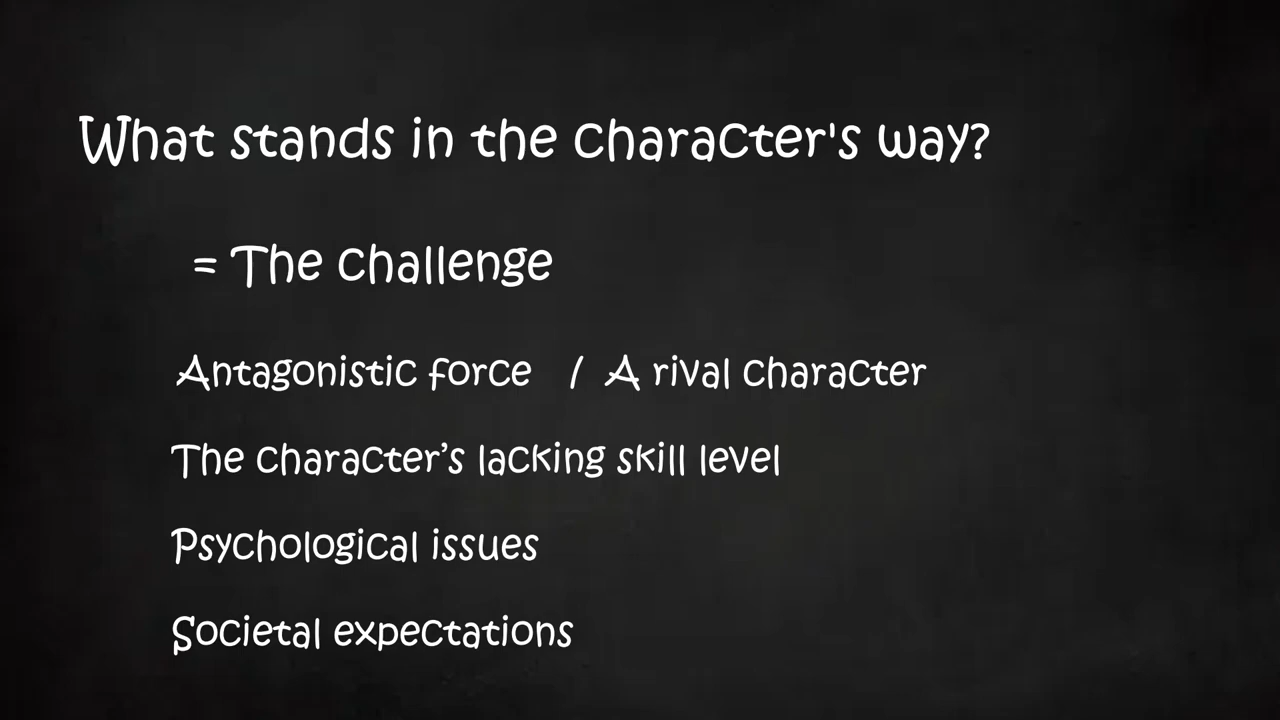 What stands in the character's way?
= The challenge
Antagonistic force / A rival character
The character’s lacking skill level
Psychological issues
Societal expectations